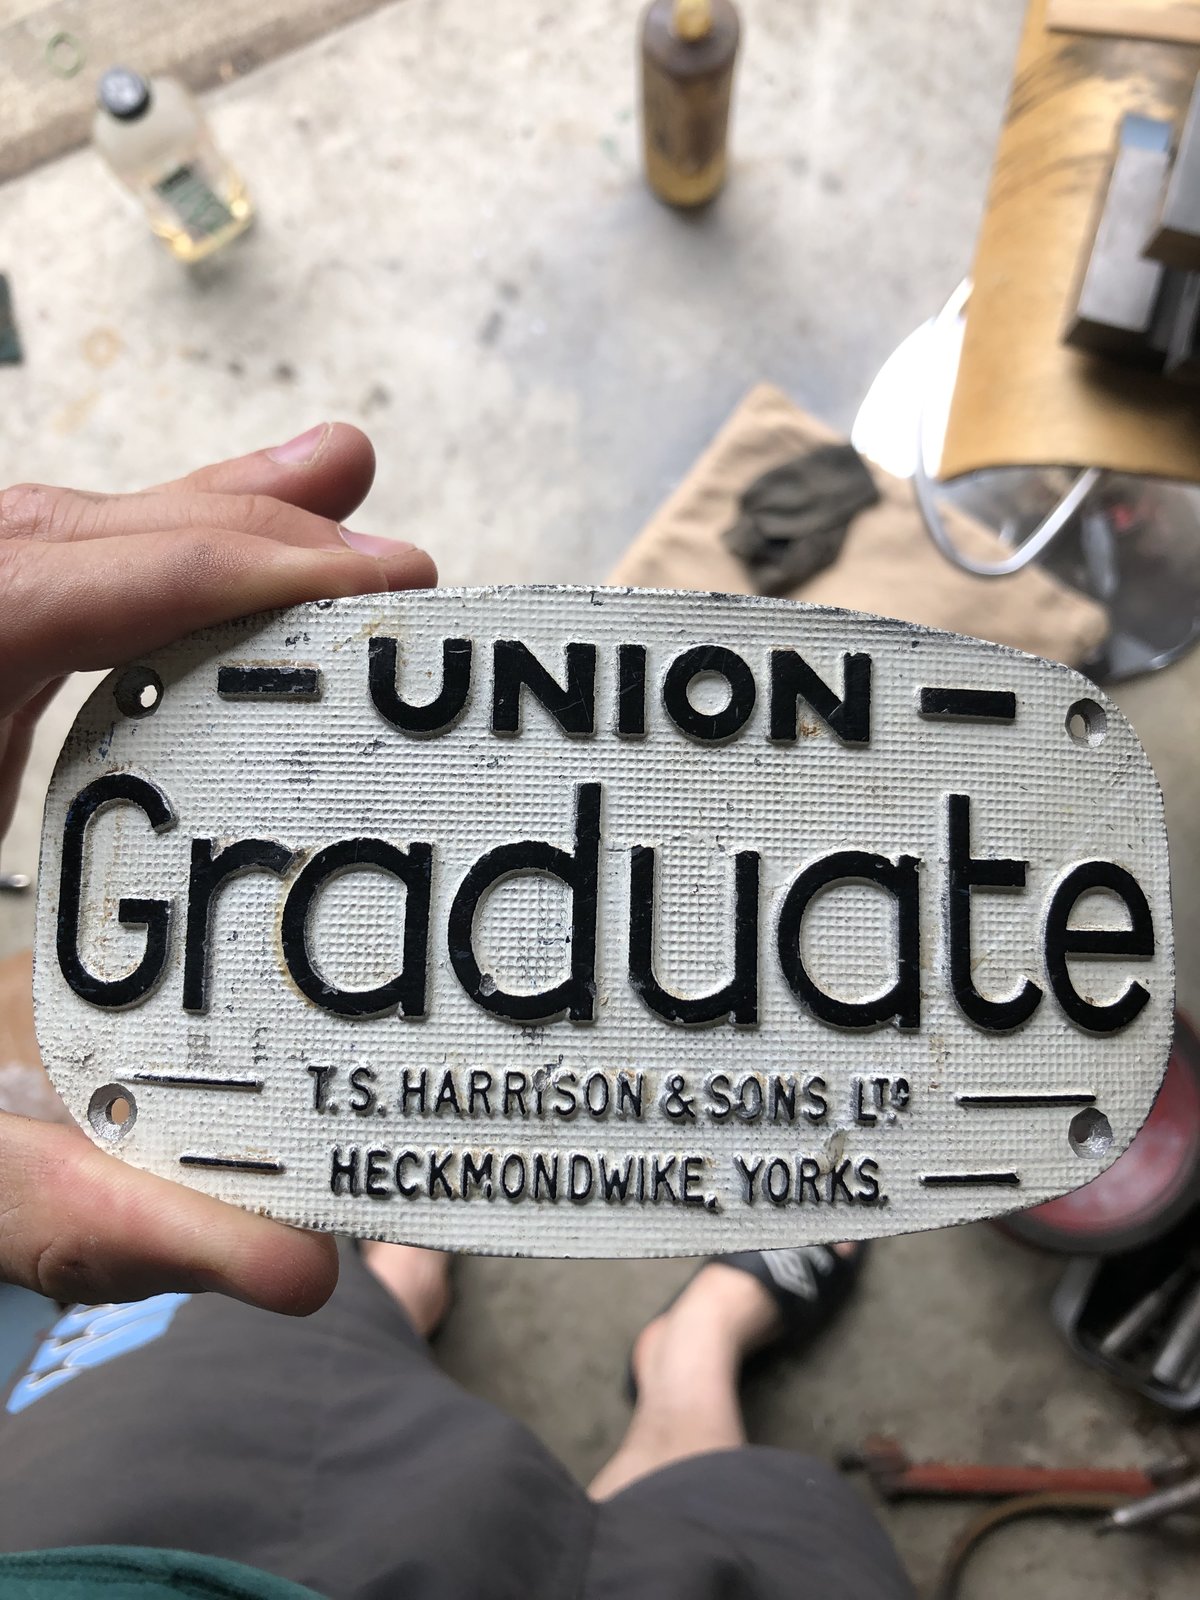 - UNION -
Graduate
T.S. HARRISON & SONS LTD
HECKMONDWIKE, YORKS.